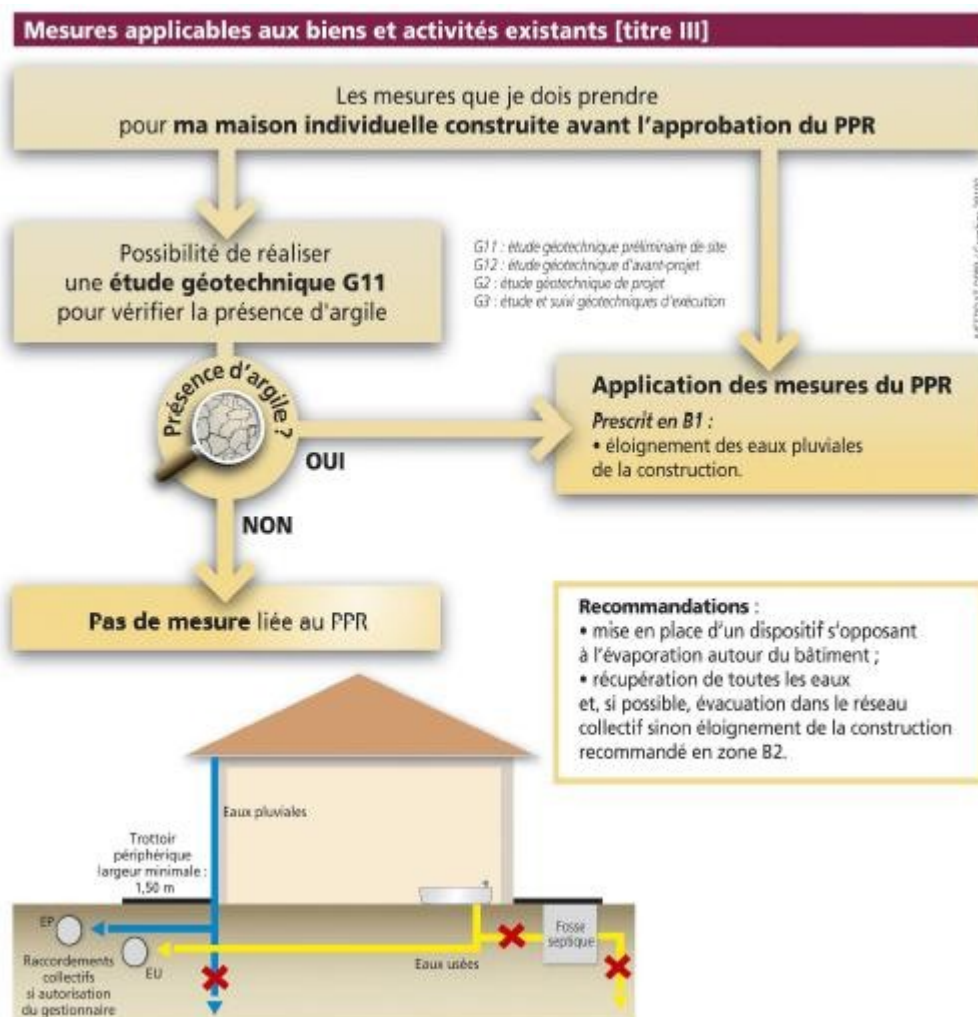 Mesures applicables aux biens et activités existants [titre III]
Les mesures que je dois prendre
pour ma maison individuelle construite avant l'approbation du PPR
Possibilité de réaliser
une étude géotechnique G11
pour vérifier la présence d'argile
G11 : étude géotechnique préliminaire de site
G12 : étude géotechnique d'avant-projet
G2 : étude géotechnique de projet
G3 : étude et suivi géotechniques d'exécution
Présence d'argile ?
OUI
NON
Application des mesures du PPR
Prescrit en B1 :
• éloignement des eaux pluviales
de la construction.
Pas de mesure liée au PPR
Recommandations :
• mise en place d'un dispositif s'opposant
à l'évaporation autour du bâtiment ;
• récupération de toutes les eaux
et, si possible, évacuation dans le réseau
collectif sinon éloignement de la construction
recommandé en zone B2.
Eaux pluviales
Trottoir
périphérique
largeur minimale :
1,50 m
EP
EU
Raccordements
collectifs
si autorisation
du gestionnaire
Eaux usées
Fosse
septique